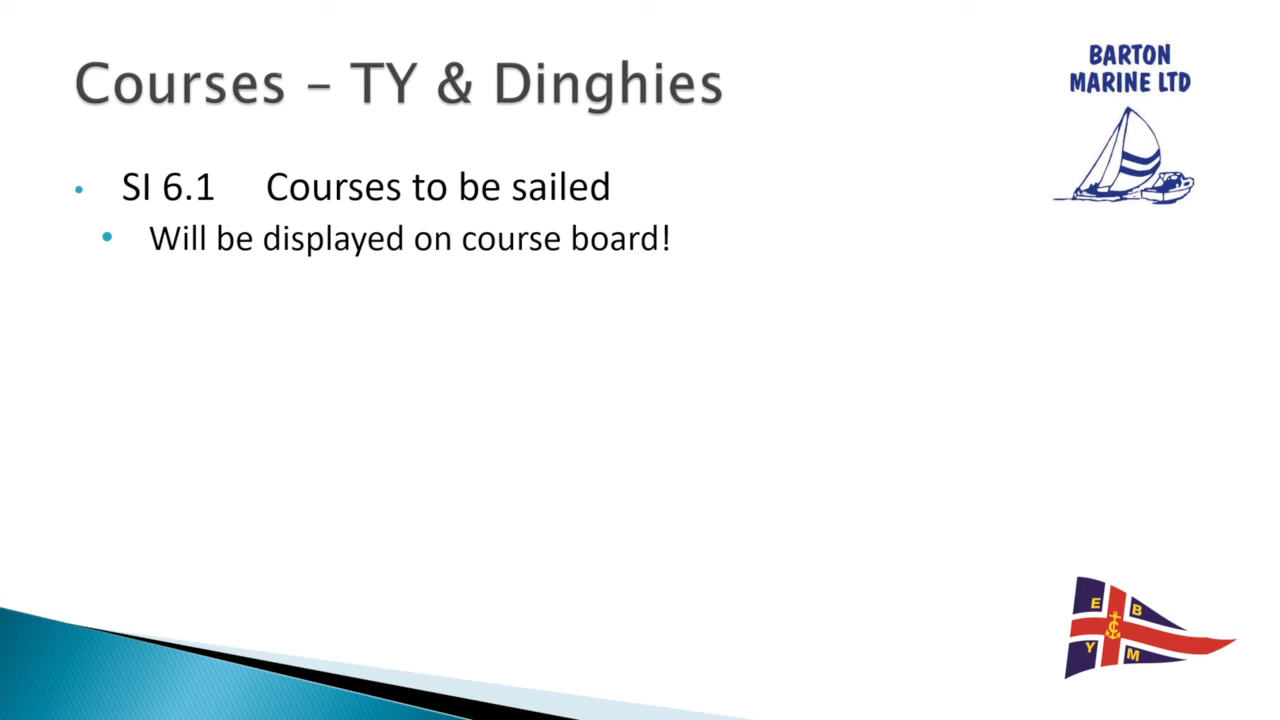 Courses – TY & Dinghies
BARTON
MARINE LTD
• SI 6.1 Courses to be sailed
• Will be displayed on course board!
E B
Y M